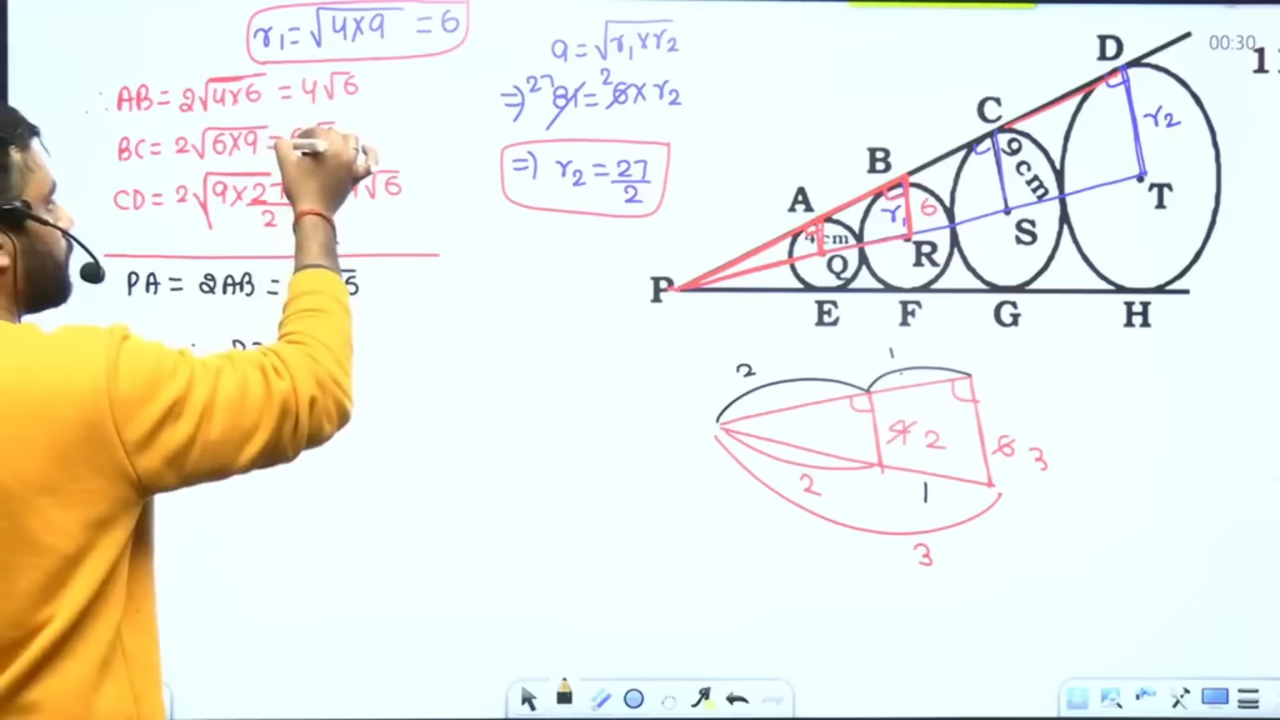 r₁ = √4×9 = 6
∴ AB = 2√4×6 = 4√6
BC = 2√6×9 =
CD = 2√9×27/2 √6
PA = 2AB =
9 = √r₁×r₂
⇒ 27 81 = 2 6 × r₂
⇒ r₂ = 27/2
00:30
11
D
C
B
A
P
r₂
9cm
r₁ 6
4cm
Q
R
S
T
E F G H
2
1
4 2
6 3
2
1
3